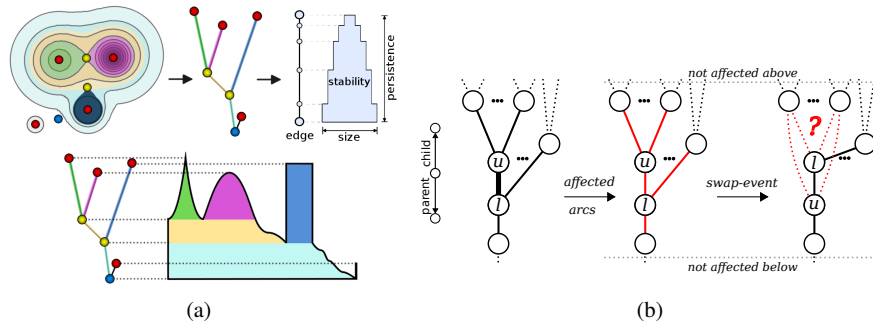 stability
persistence
edge
size
(a)
not affected above
...
...
?
child
parent
u
...
l
affected
arcs
u
...
l
swap-event
l
...
u
not affected below
(b)